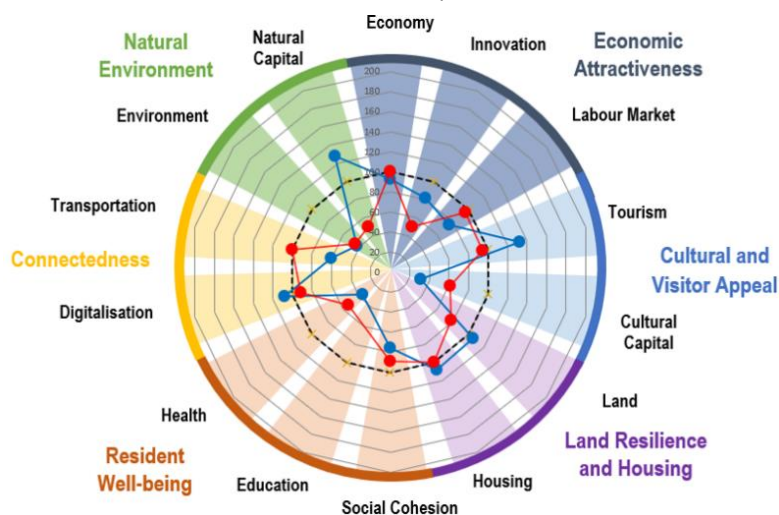 Economy
Natural
Environment
Natural
Capital
Innovation
Economic
Attractiveness
Environment
Labour Market
200
180
160
140
120
100
80
60
40
20
0
Transportation
Tourism
Connectedness
Cultural and
Visitor Appeal
Digitalisation
Cultural
Capital
Health
Land
Resident
Well-being
Land Resilience
and Housing
Education
Housing
Social Cohesion